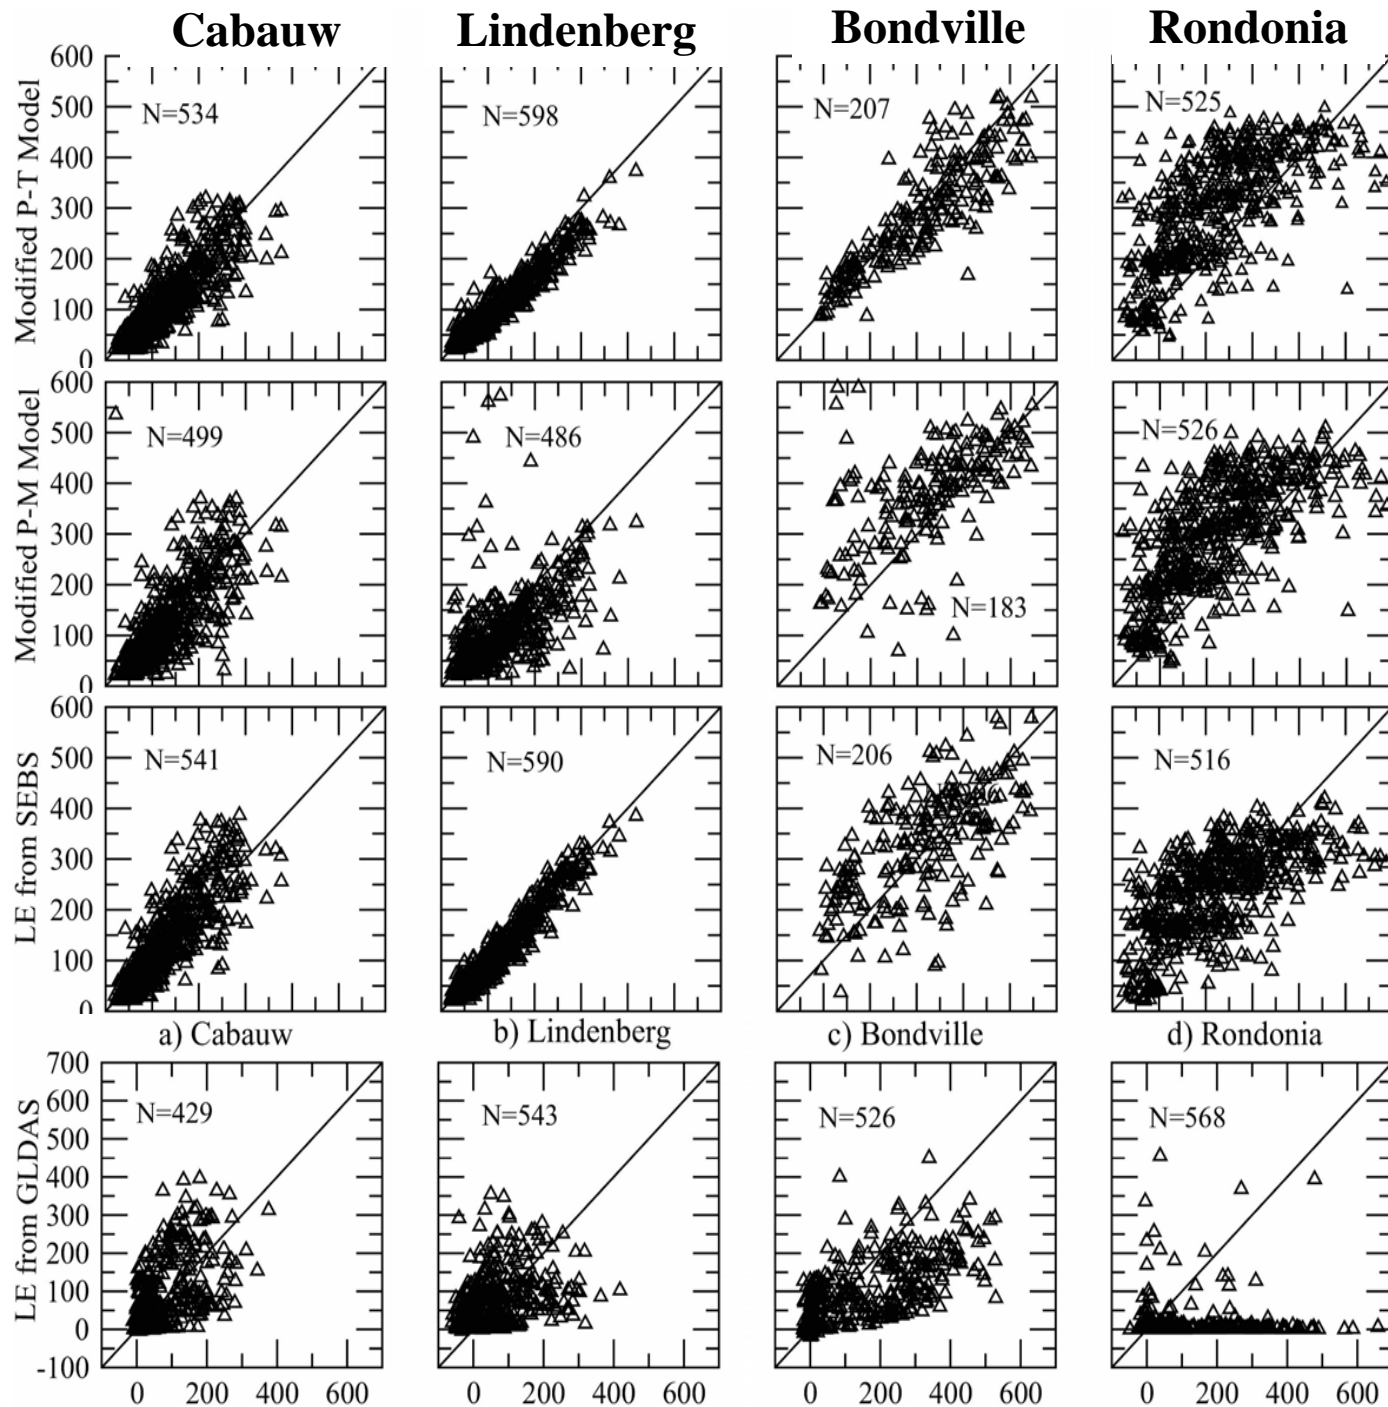 Cabauw Lindenberg Bondville Rondonia
Modified P-T Model
600
500
400
300
200
100
0
N=534
N=598
N=207
N=525
Modified P-M Model
600
500
400
300
200
100
0
N=499
N=486
N=183
N=526
LE from SEBS
600
500
400
300
200
100
0
N=541
N=590
N=206
N=516
a) Cabauw b) Lindenberg c) Bondville d) Rondonia
LE from GLDAS
700
600
500
400
300
200
100
0
-100
N=429
N=543
N=526
N=568
0 200 400 600 0 200 400 600 0 200 400 600 0 200 400 600